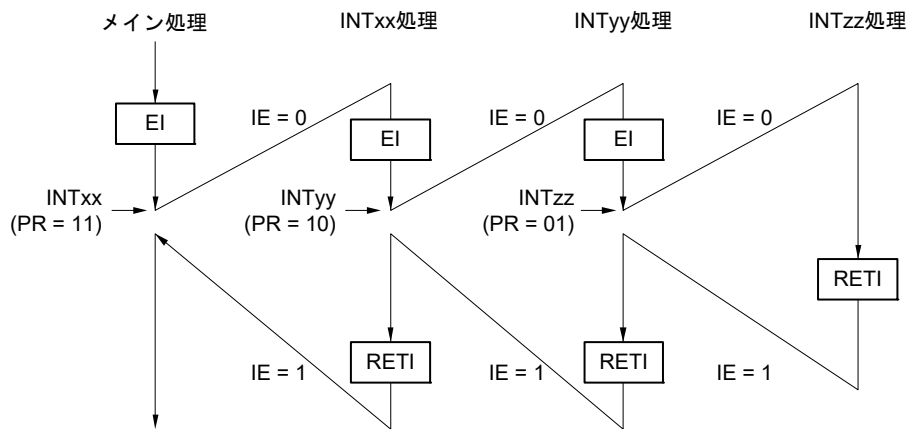 メイン処理
INTxx処理
INTyy処理
INTzz処理
EI
IE = 0
EI
IE = 0
EI
IE = 0
INTxx
(PR = 11)
INTyy
(PR = 10)
INTzz
(PR = 01)
RETI
IE = 1
RETI
IE = 1
RETI
IE = 1